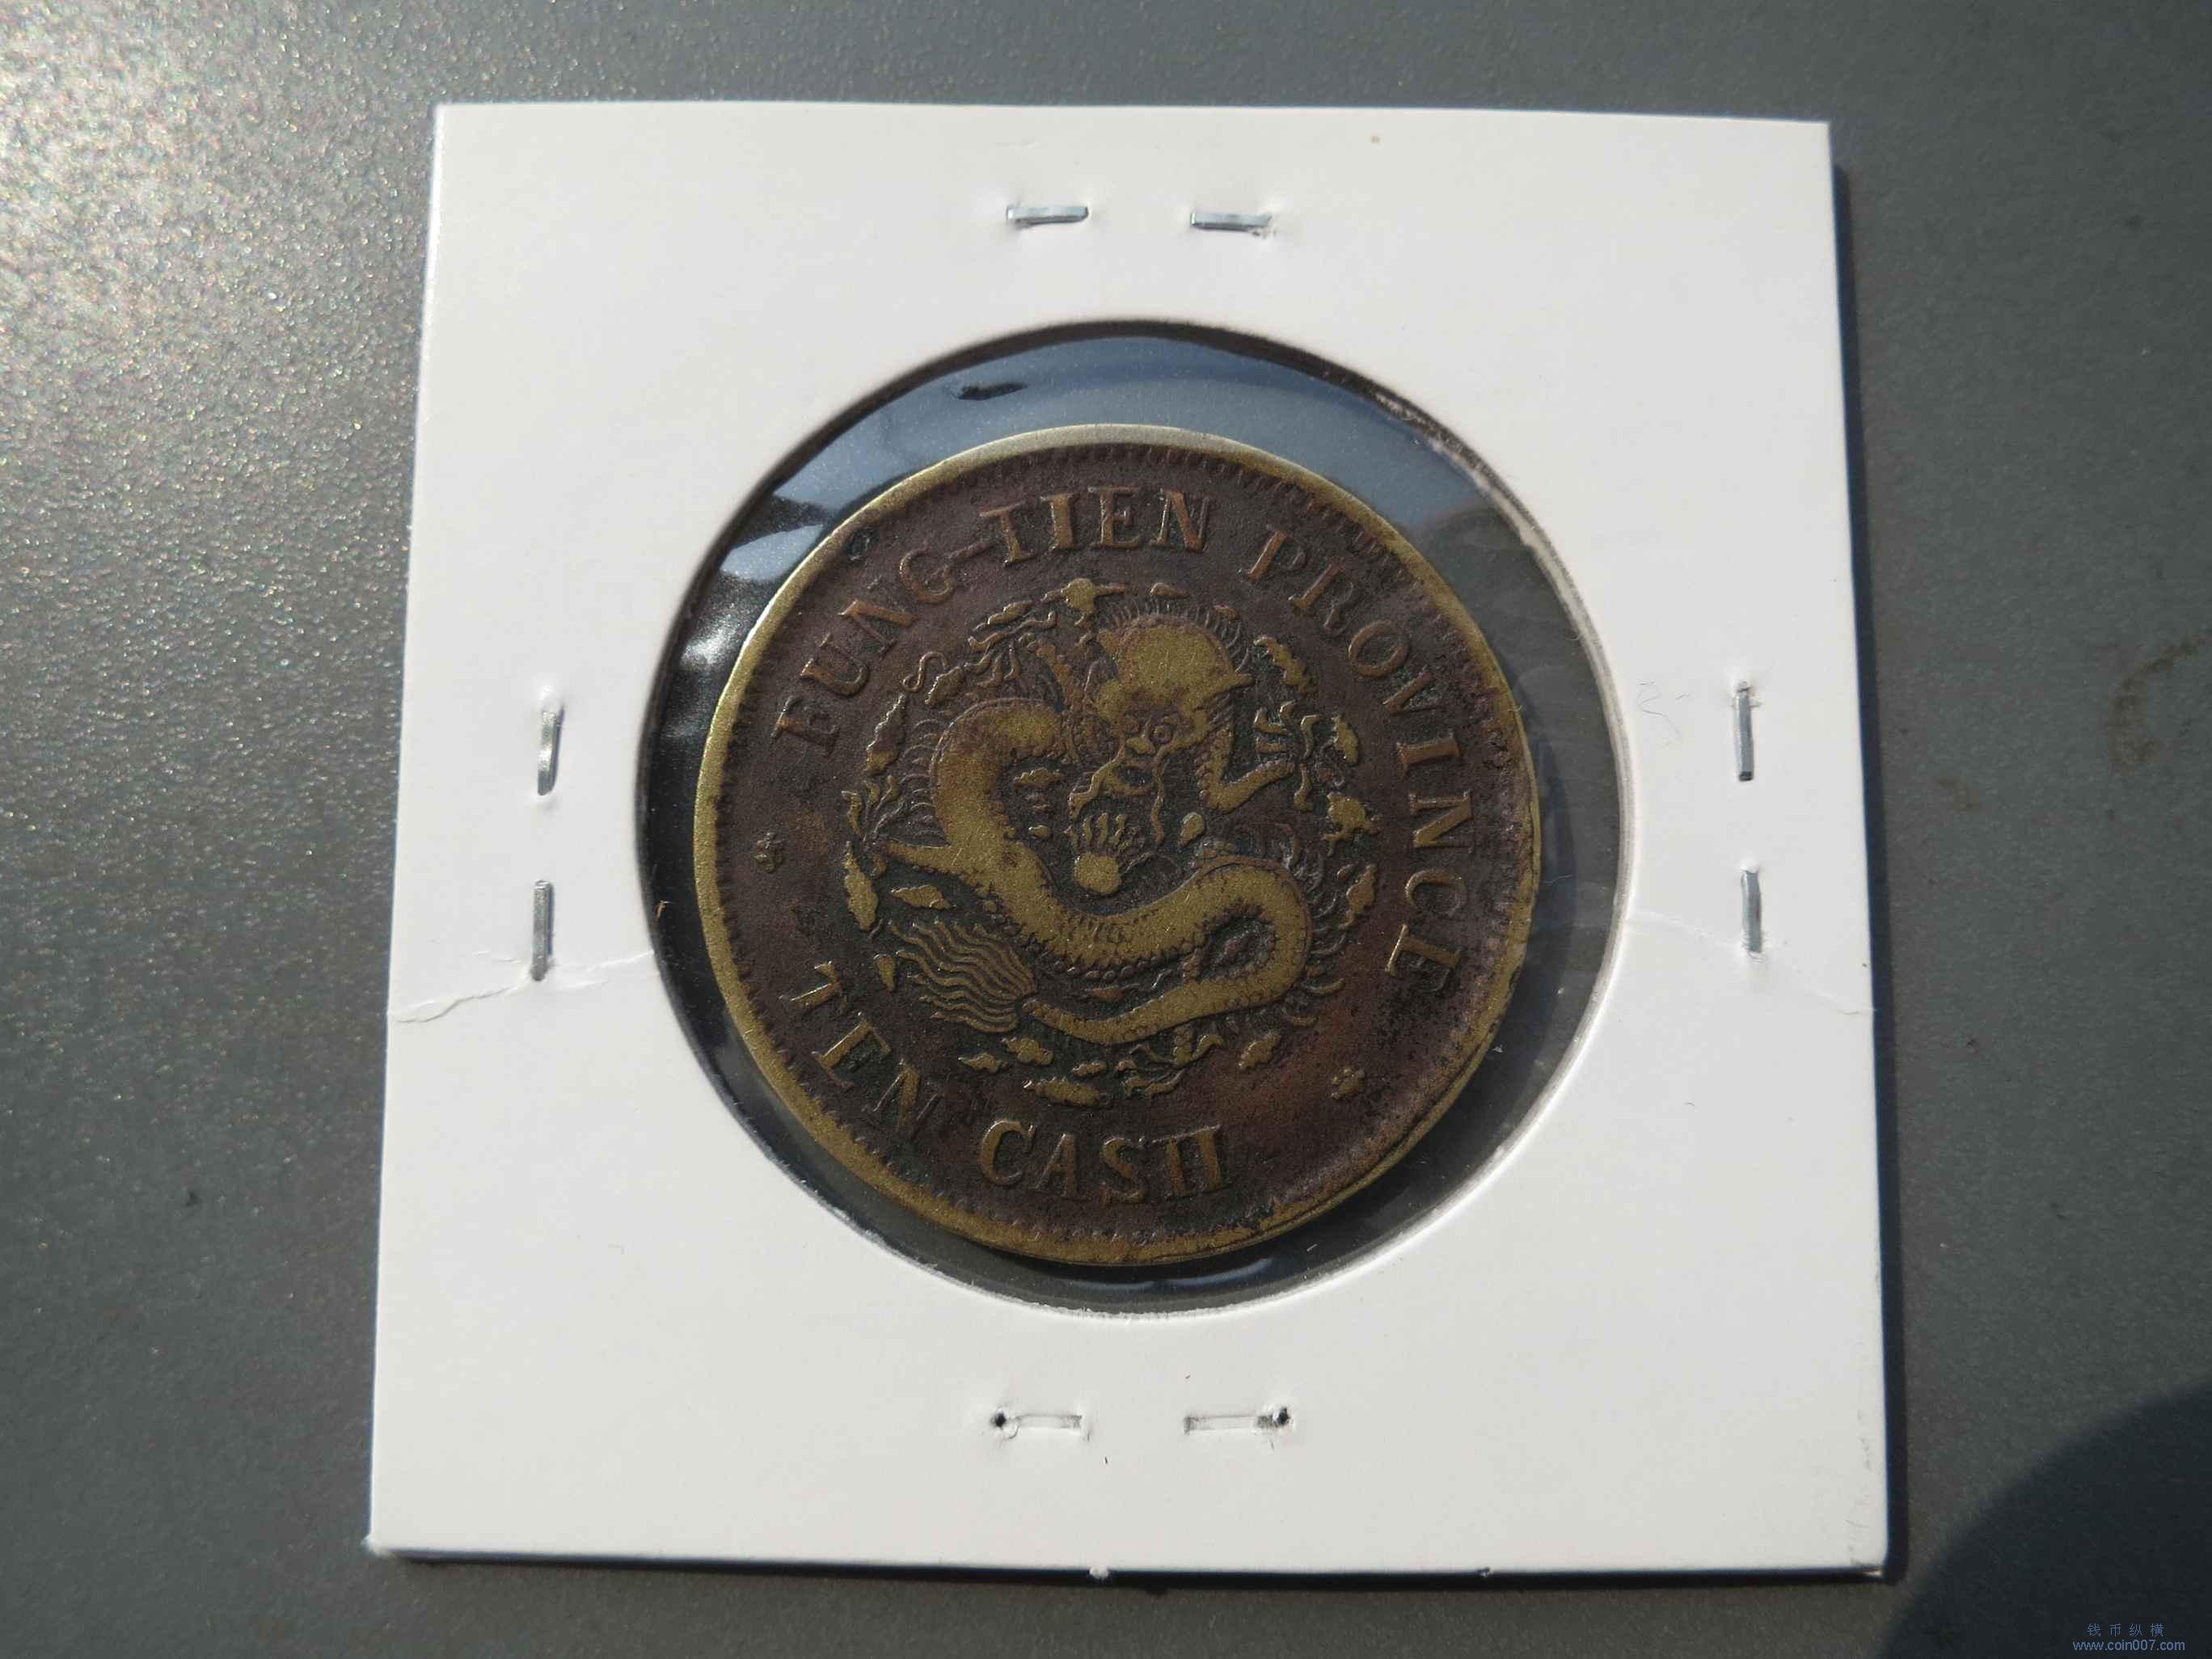 FUNG-TIEN PROVINCE
TEN CASH
钱币纵横
www.coin007.com